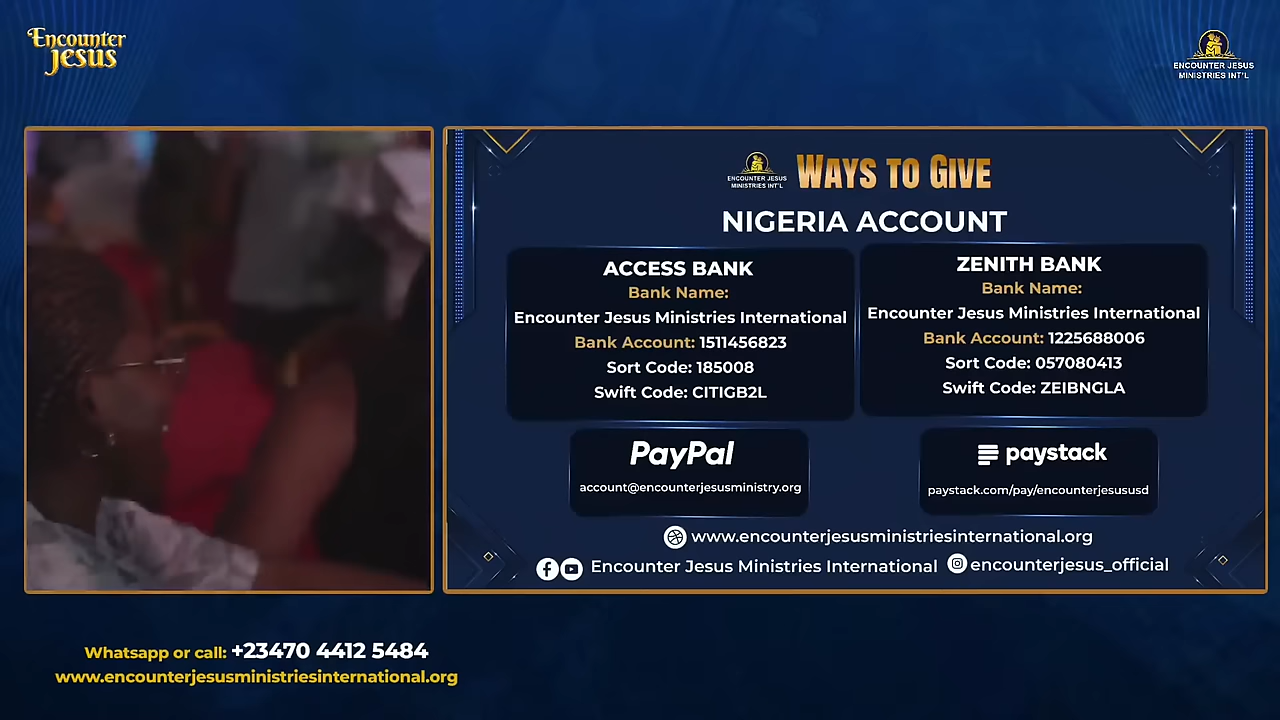 Encounter
Jesus
ENCOUNTER JESUS
MINISTRIES INT'L
ENCOUNTER JESUS
MINISTRIES INT'L
WAYS TO GIVE
NIGERIA ACCOUNT
ACCESS BANK
Bank Name:
Encounter Jesus Ministries International
Bank Account: 1511456823
Sort Code: 185008
Swift Code: CITIGB2L
ZENITH BANK
Bank Name:
Encounter Jesus Ministries International
Bank Account: 1225688006
Sort Code: 057080413
Swift Code: ZEIBNGLA
PayPal
account@encounterjesusministry.org
paystack
paystack.com/pay/encounterjesususd
www.encounterjesusministriesinternational.org
Encounter Jesus Ministries International
encounterjesus_official
Whatsapp or call: +23470 4412 5484
www.encounterjesusministriesinternational.org